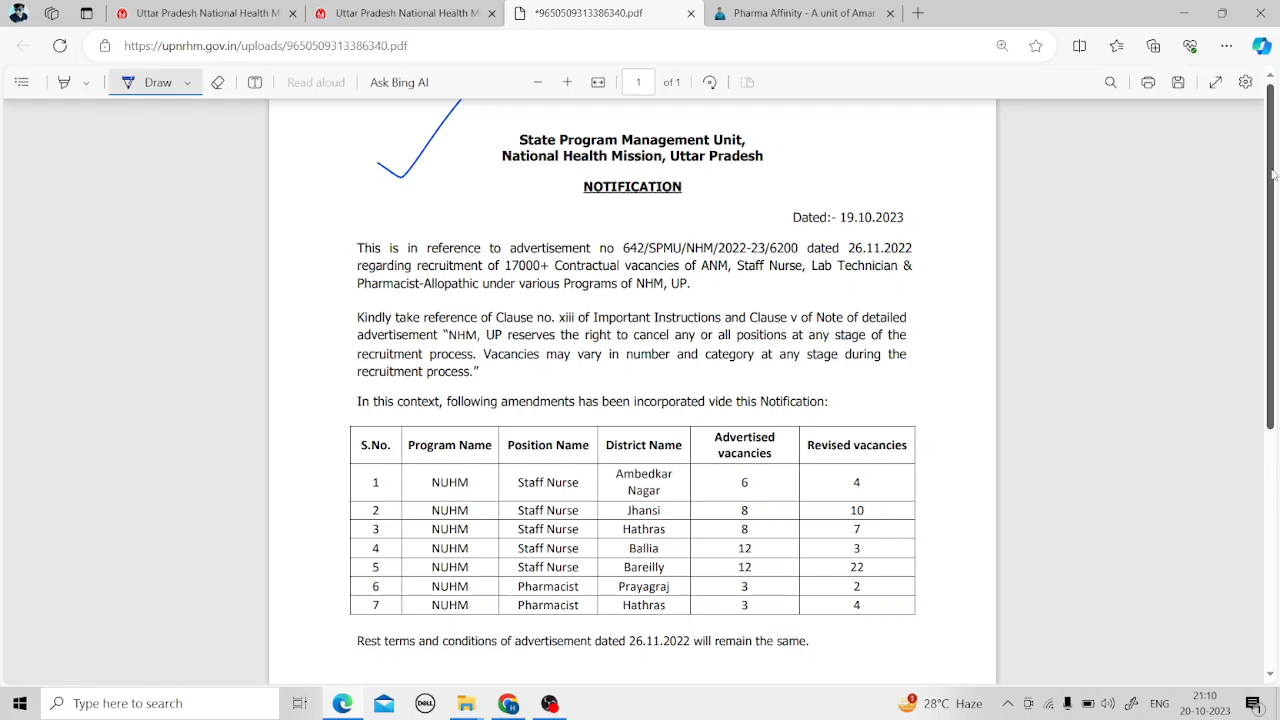 Uttar Pradesh National Health M
Uttar Pradesh National Health M
*9650509313386340.pdf
Pharma Affinity - A unit of Amar
https://upnrhm.gov.in/uploads/9650509313386340.pdf
Draw
Read aloud
Ask Bing AI
1
of 1
State Program Management Unit,
National Health Mission, Uttar Pradesh
NOTIFICATION
Dated:- 19.10.2023
This is in reference to advertisement no 642/SPMU/NHM/2022-23/6200 dated 26.11.2022
regarding recruitment of 17000+ Contractual vacancies of ANM, Staff Nurse, Lab Technician &
Pharmacist-Allopathic under various Programs of NHM, UP.
Kindly take reference of Clause no. xiii of Important Instructions and Clause v of Note of detailed
advertisement “NHM, UP reserves the right to cancel any or all positions at any stage of the
recruitment process. Vacancies may vary in number and category at any stage during the
recruitment process.”
In this context, following amendments has been incorporated vide this Notification:
S.No. Program Name Position Name District Name Advertised vacancies Revised vacancies
1 NUHM Staff Nurse Ambedkar Nagar 6 4
2 NUHM Staff Nurse Jhansi 8 10
3 NUHM Staff Nurse Hathras 8 7
4 NUHM Staff Nurse Ballia 12 3
5 NUHM Staff Nurse Bareilly 12 22
6 NUHM Pharmacist Prayagraj 3 2
7 NUHM Pharmacist Hathras 3 4
Rest terms and conditions of advertisement dated 26.11.2022 will remain the same.
Type here to search
DELL
H
1
28°C Haze
ENG
21:10
20-10-2023
1